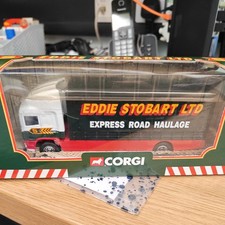 EDDIE STOBART LTD
EXPRESS ROAD HAULAGE
CORGI